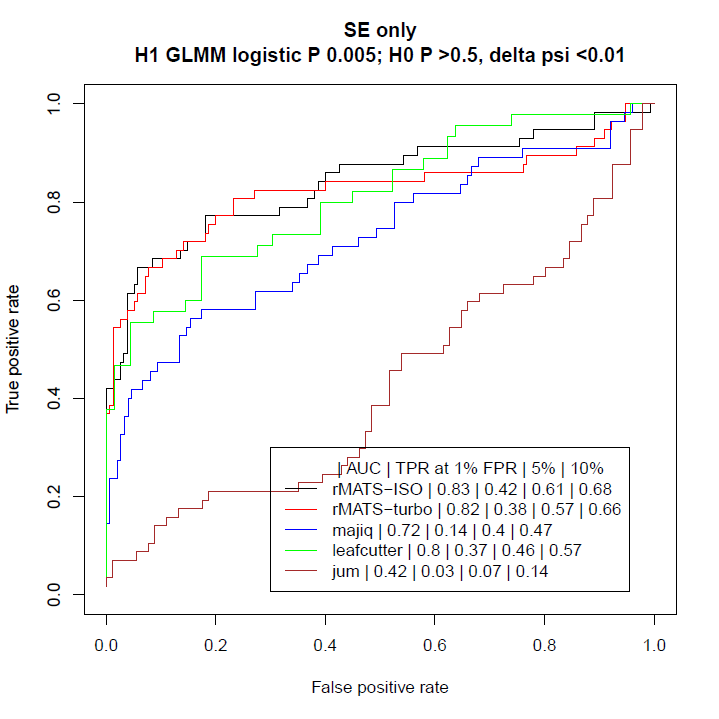 SE only
H1 GLMM logistic P 0.005; H0 P >0.5, delta psi <0.01
1.0
0.8
0.6
0.4
0.2
0.0
True positive rate
| AUC | TPR at 1% FPR | 5% | 10%
rMATS−ISO | 0.83 | 0.42 | 0.61 | 0.68
rMATS−turbo | 0.82 | 0.38 | 0.57 | 0.66
majiq | 0.72 | 0.14 | 0.4 | 0.47
leafcutter | 0.8 | 0.37 | 0.46 | 0.57
jum | 0.42 | 0.03 | 0.07 | 0.14
0.0 0.2 0.4 0.6 0.8 1.0
False positive rate